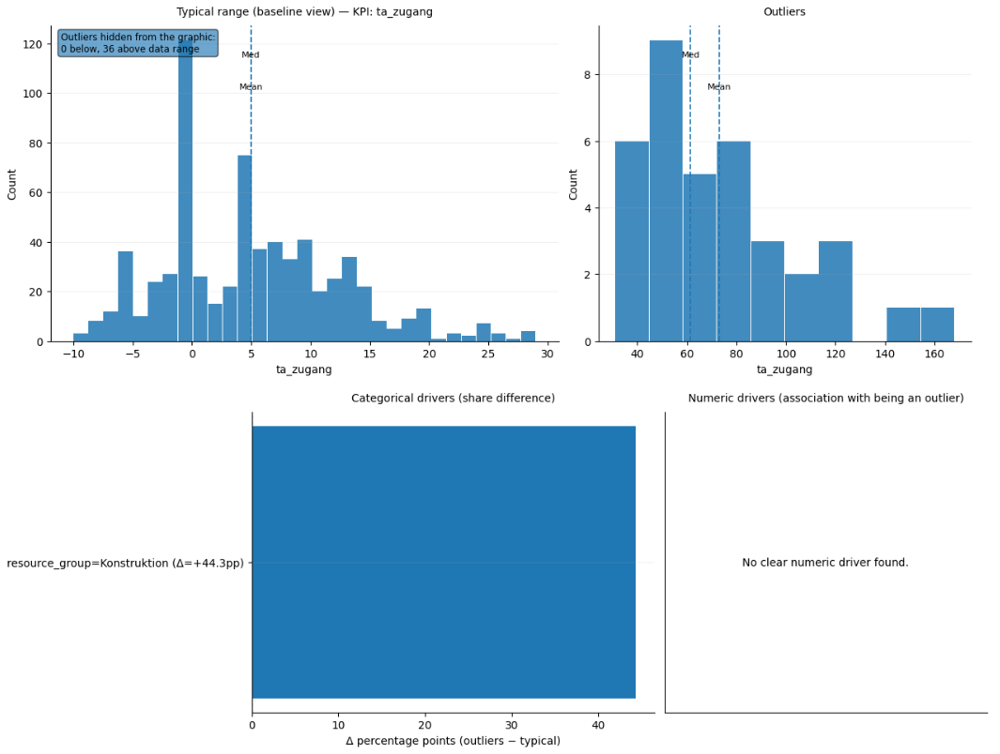 Typical range (baseline view) — KPI: ta_zugang
Outliers hidden from the graphic:
0 below, 36 above data range
Med
Mean
Count
0
20
40
60
80
100
120
−10
−5
0
5
10
15
20
25
30
ta_zugang
Outliers
Med
Mean
Count
0
2
4
6
8
40
60
80
100
120
140
160
ta_zugang
Categorical drivers (share difference)
resource_group=Konstruktion (Δ=+44.3pp)
0
10
20
30
40
Δ percentage points (outliers − typical)
Numeric drivers (association with being an outlier)
No clear numeric driver found.